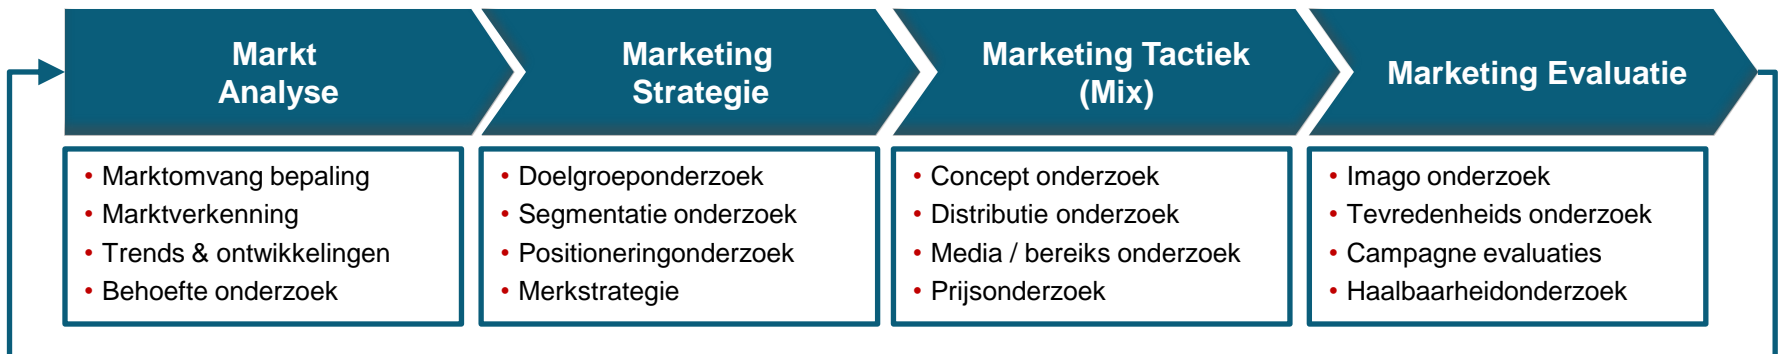 Markt
Analyse
Marketing
Strategie
Marketing Tactiek
(Mix)
Marketing Evaluatie
• Marktomvang bepaling
• Marktverkenning
• Trends & ontwikkelingen
• Behoefte onderzoek
• Doelgroeponderzoek
• Segmentatie onderzoek
• Positioneringonderzoek
• Merkstrategie
• Concept onderzoek
• Distributie onderzoek
• Media / bereiks onderzoek
• Prijsonderzoek
• Imago onderzoek
• Tevredenheids onderzoek
• Campagne evaluaties
• Haalbaarheidonderzoek